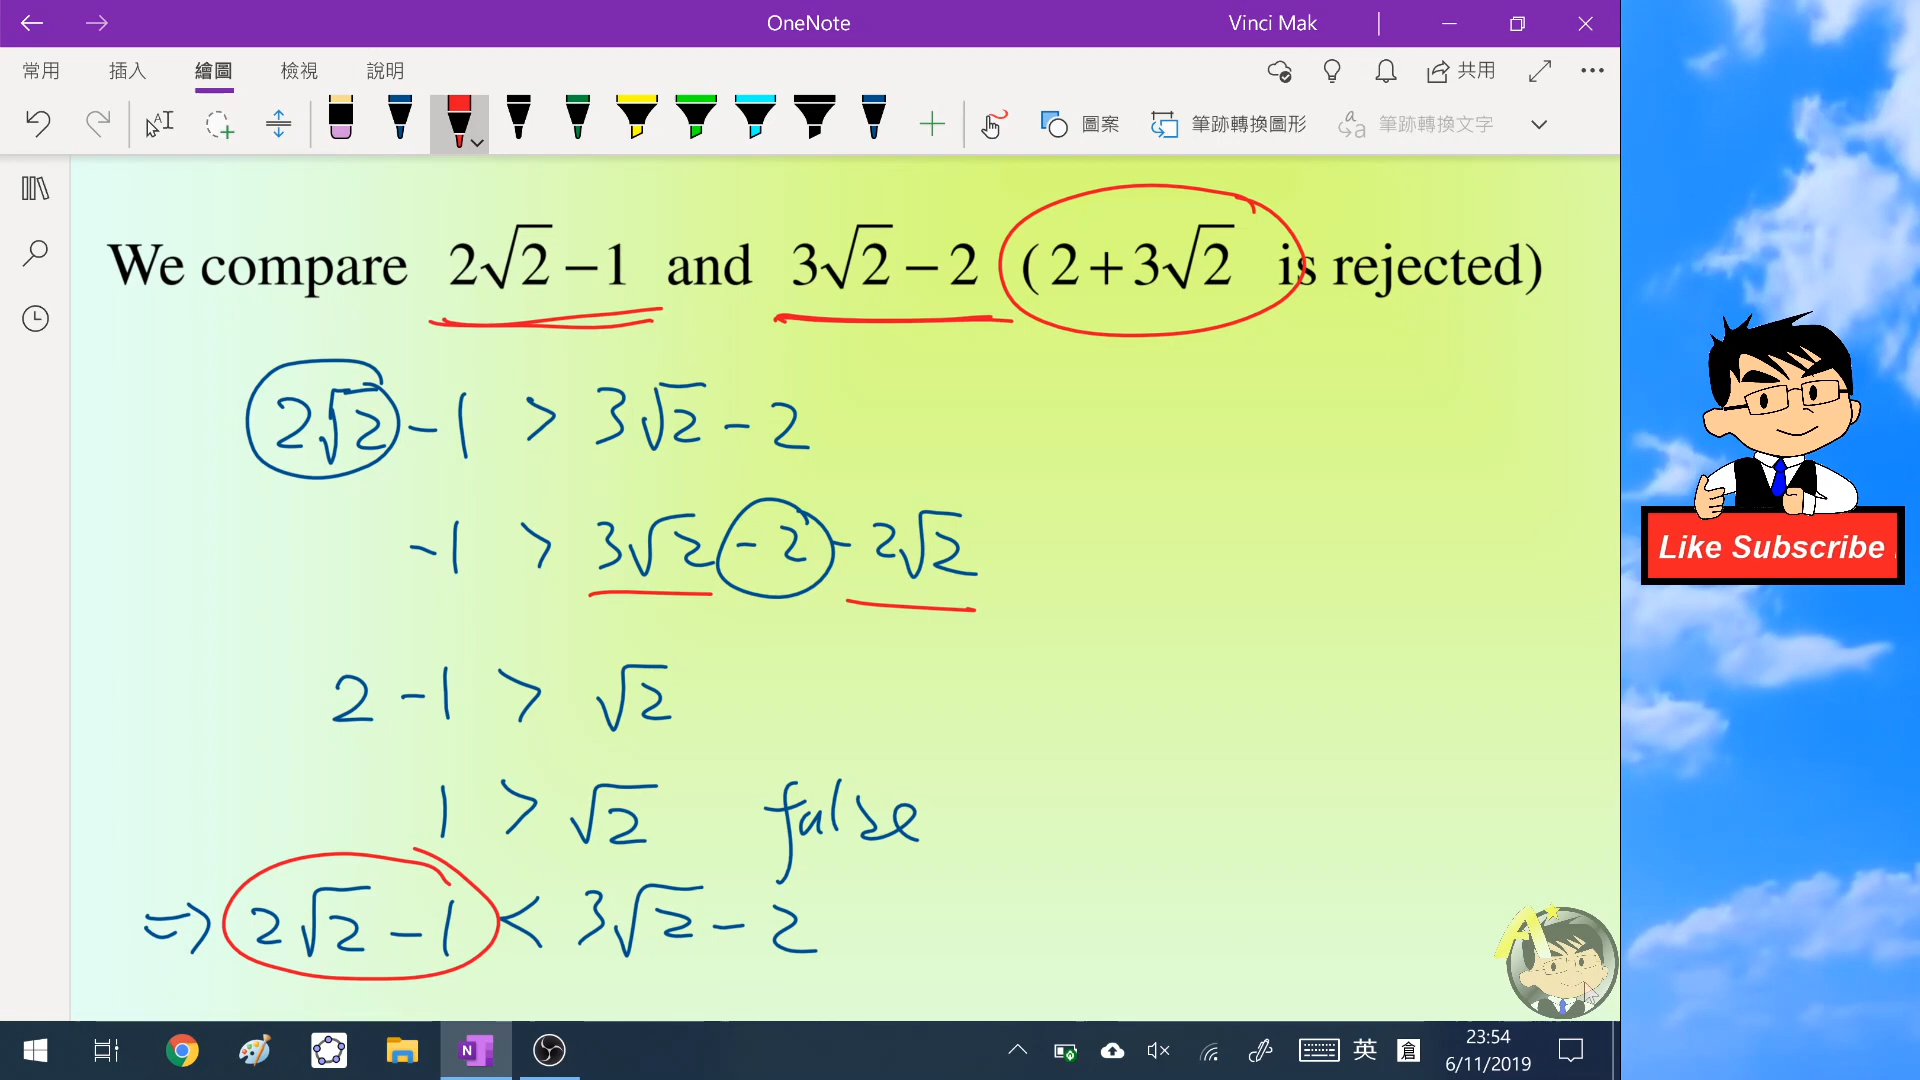 OneNote
Vinci Mak
常用 插入 繪圖 檢視 說明
共用
圖案 筆跡轉換圖形 筆跡轉換文字
We compare 2√2 − 1 and 3√2 − 2 (2 + 3√2 is rejected)
2√2 − 1 > 3√2 − 2
−1 > 3√2 − 2 − 2√2
2 − 1 > √2
1 > √2 false
⇒ 2√2 − 1 < 3√2 − 2
Like Subscribe
A
英 倉
23:54
6/11/2019